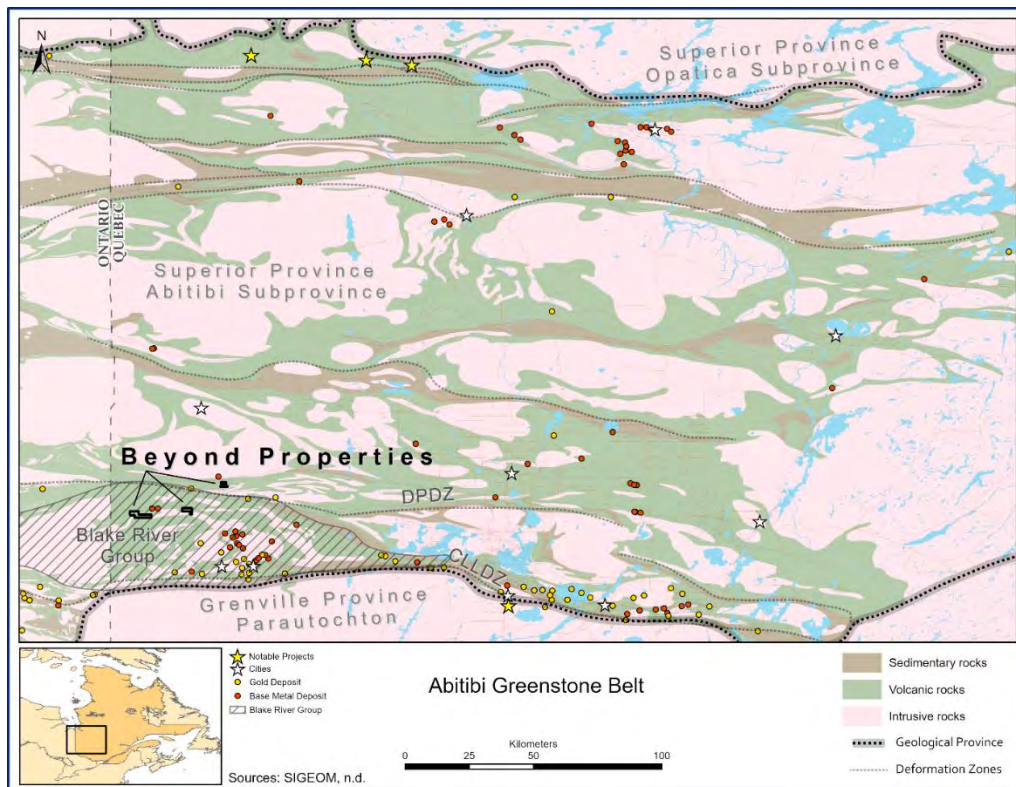 N
Superior Province
Opatica Subprovince
ONTARIO
QUEBEC
Superior Province
Abitibi Subprovince
Beyond Properties
DPDZ
Blake River
Group
CLLDZ
Grenville Province
Parautochton
Notable Projects
Cities
Gold Deposit
Base Metal Deposit
Blake River Group
Sources: SIGEOM, n.d.
Abitibi Greenstone Belt
Kilometers
0 25 50 100
Sedimentary rocks
Volcanic rocks
Intrusive rocks
Geological Province
Deformation Zones